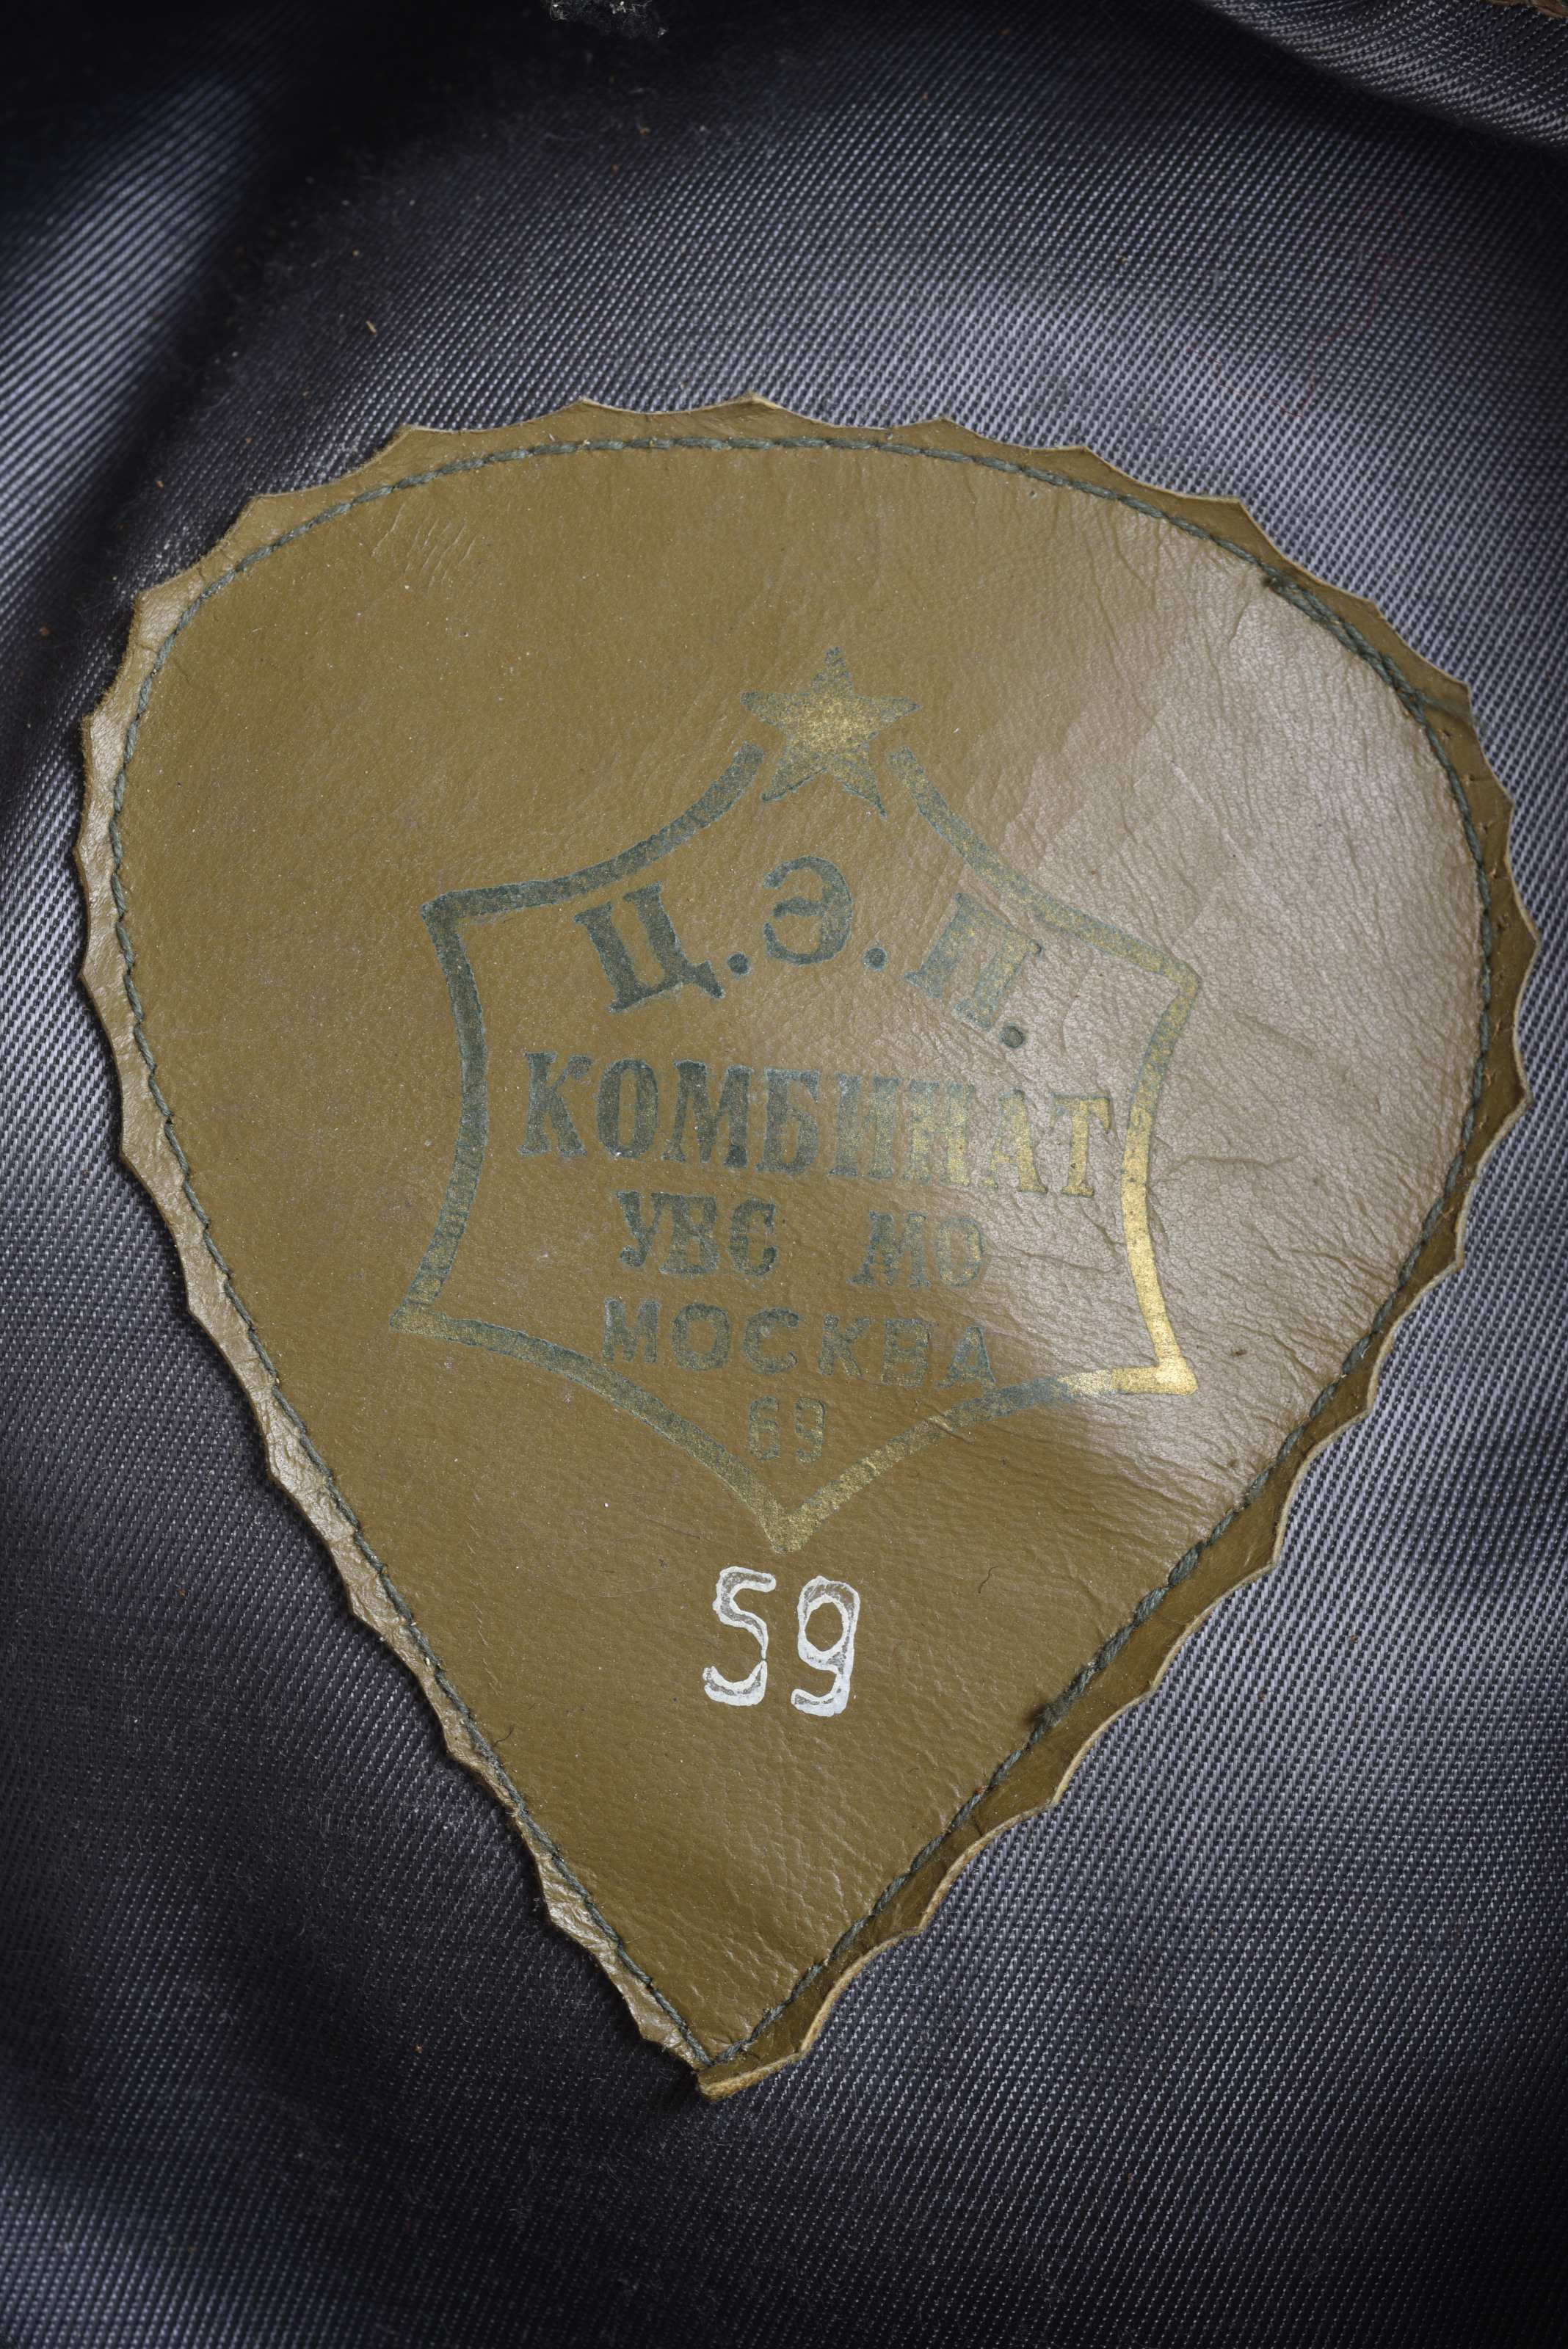 Ц.Э.П.
КОМБИНАТ
УВС МО
МОСКВА
69
59